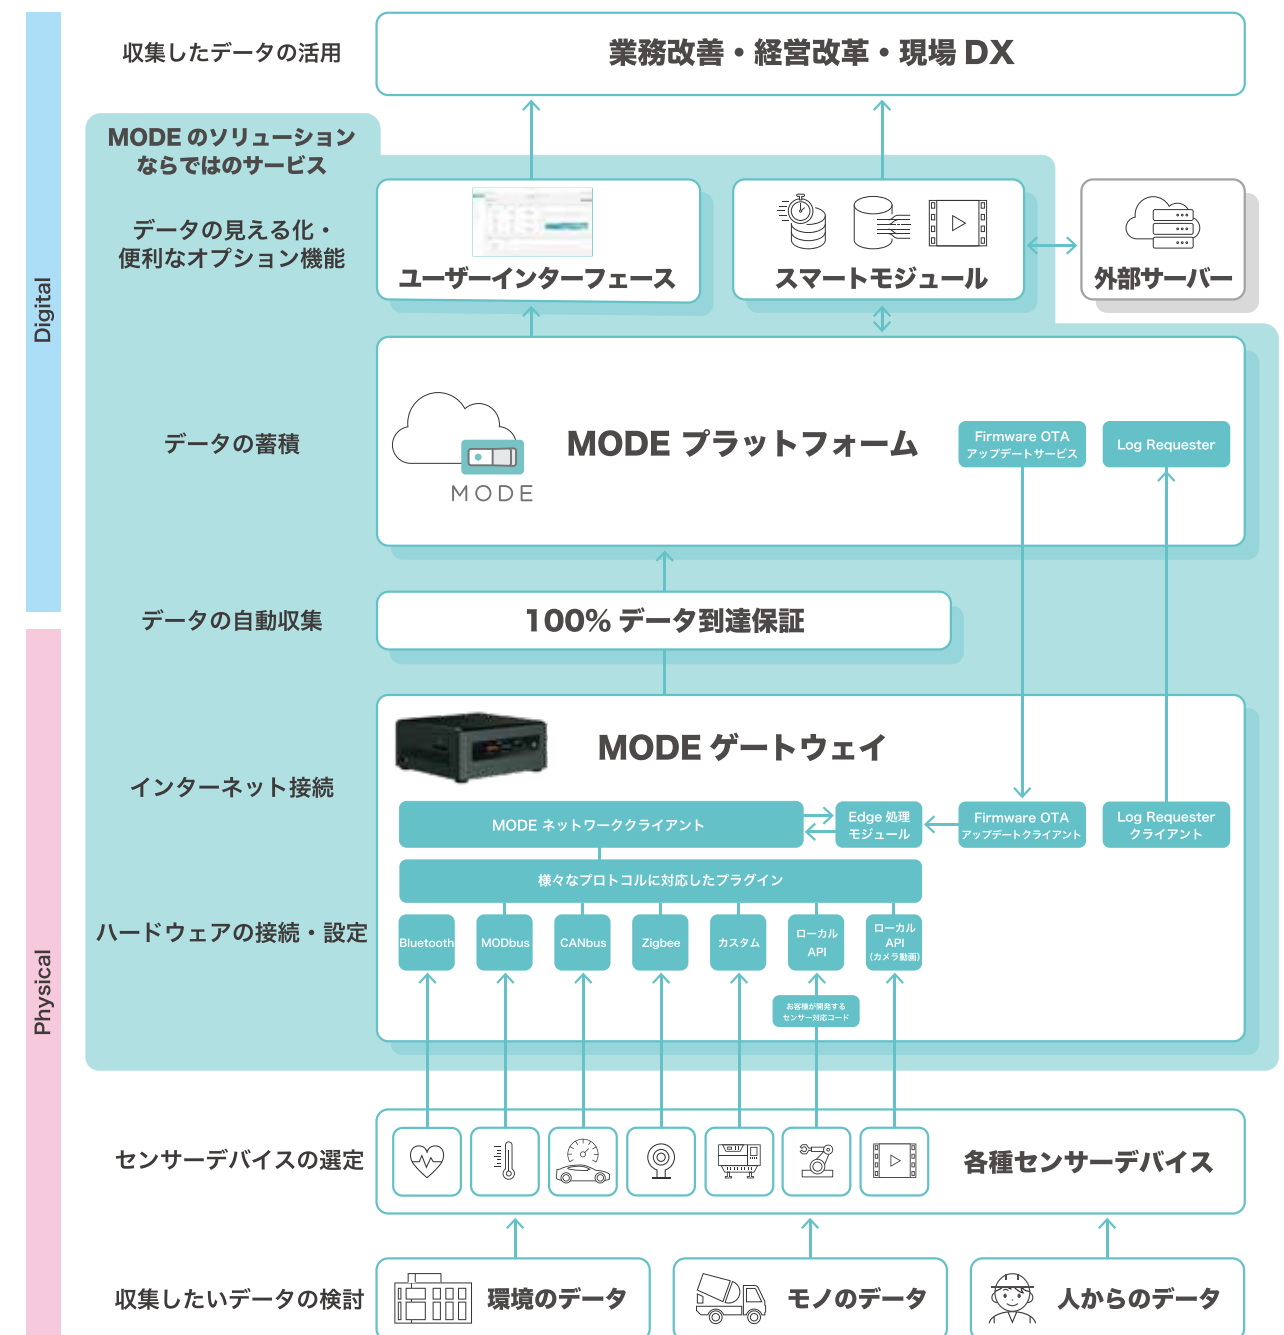 収集したデータの活用
業務改善・経営改革・現場 DX
MODE のソリューション
ならではのサービス
データの見える化・
便利なオプション機能
ユーザーインターフェース
スマートモジュール
外部サーバー
Digital
データの蓄積
MODE
MODE プラットフォーム
Firmware OTA
アップデートサービス
Log Requester
データの自動収集
100% データ到達保証
MODE ゲートウェイ
インターネット接続
MODE ネットワーククライアント
Edge 処理
モジュール
Firmware OTA
アップデートクライアント
Log Requester
クライアント
様々なプロトコルに対応したプラグイン
ハードウェアの接続・設定
Bluetooth
MODbus
CANbus
Zigbee
カスタム
ローカル
API
ローカル
API
(カメラ動画)
お客様が開発する
センサー対応コード
Physical
センサーデバイスの選定
各種センサーデバイス
収集したいデータの検討
環境のデータ
モノのデータ
人からのデータ